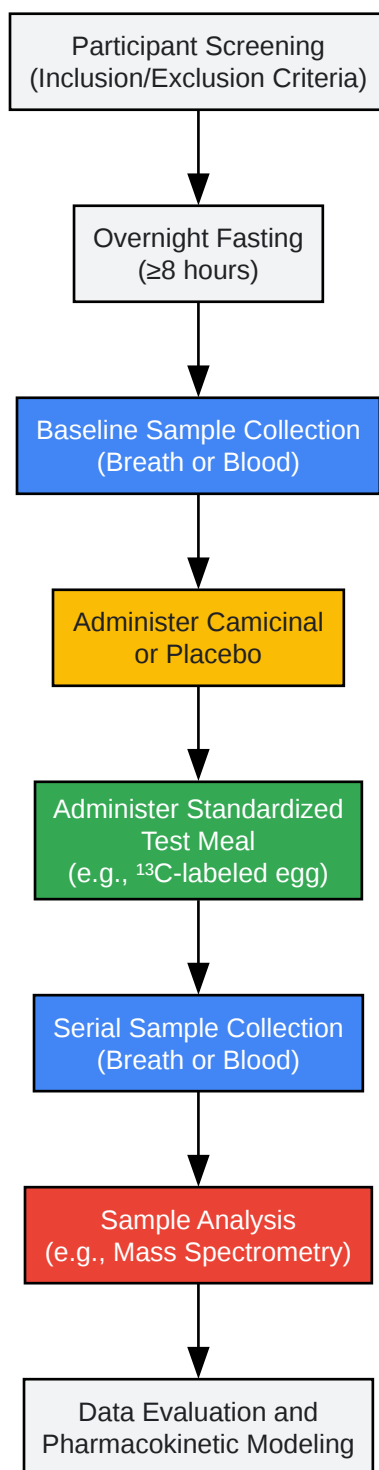 Participant Screening
(Inclusion/Exclusion Criteria)
Overnight Fasting
(≥8 hours)
Baseline Sample Collection
(Breath or Blood)
Administer Camicinal
or Placebo
Administer Standardized
Test Meal
(e.g., ¹³C-labeled egg)
Serial Sample Collection
(Breath or Blood)
Sample Analysis
(e.g., Mass Spectrometry)
Data Evaluation and
Pharmacokinetic Modeling